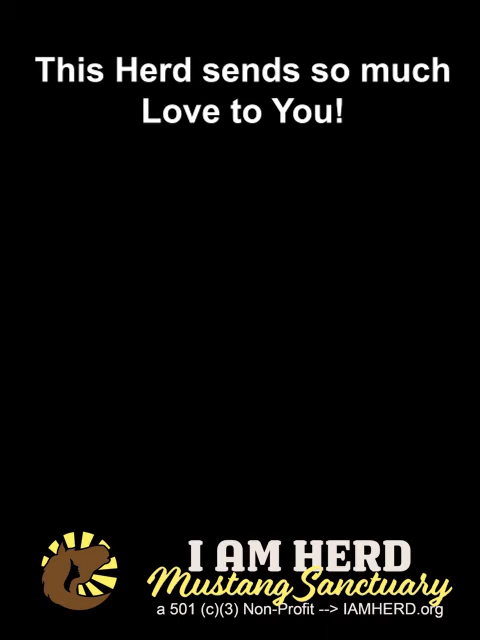 This Herd sends so much
Love to You!
I AM HERD
Mustang Sanctuary
a 501 (c)(3) Non-Profit --> IAMHERD.org